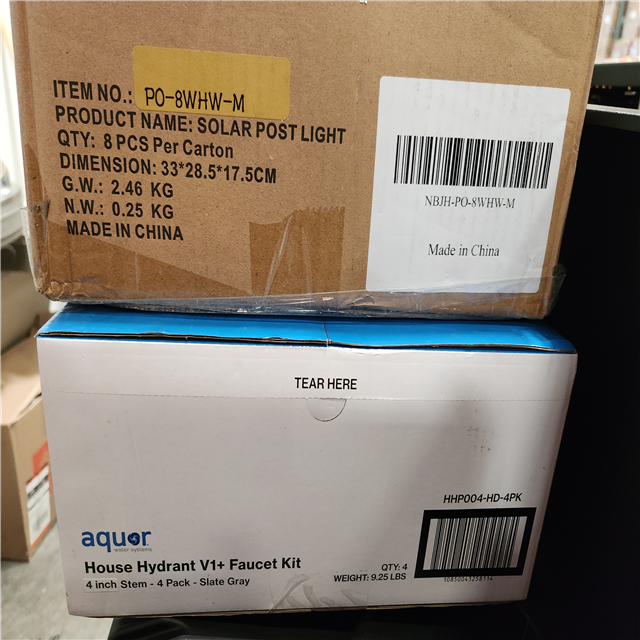 ITEM NO.: PO-8WHW-M
PRODUCT NAME: SOLAR POST LIGHT
QTY: 8 PCS Per Carton
DIMENSION: 33*28.5*17.5CM
G.W.: 2.46 KG
N.W.: 0.25 KG
MADE IN CHINA
NBJH-PO-8WHW-M
Made in China
TEAR HERE
HHP004-HD-4PK
aquor
water systems
House Hydrant V1+ Faucet Kit
4 inch Stem - 4 Pack - Slate Gray
QTY: 4
WEIGHT: 9.25 LBS